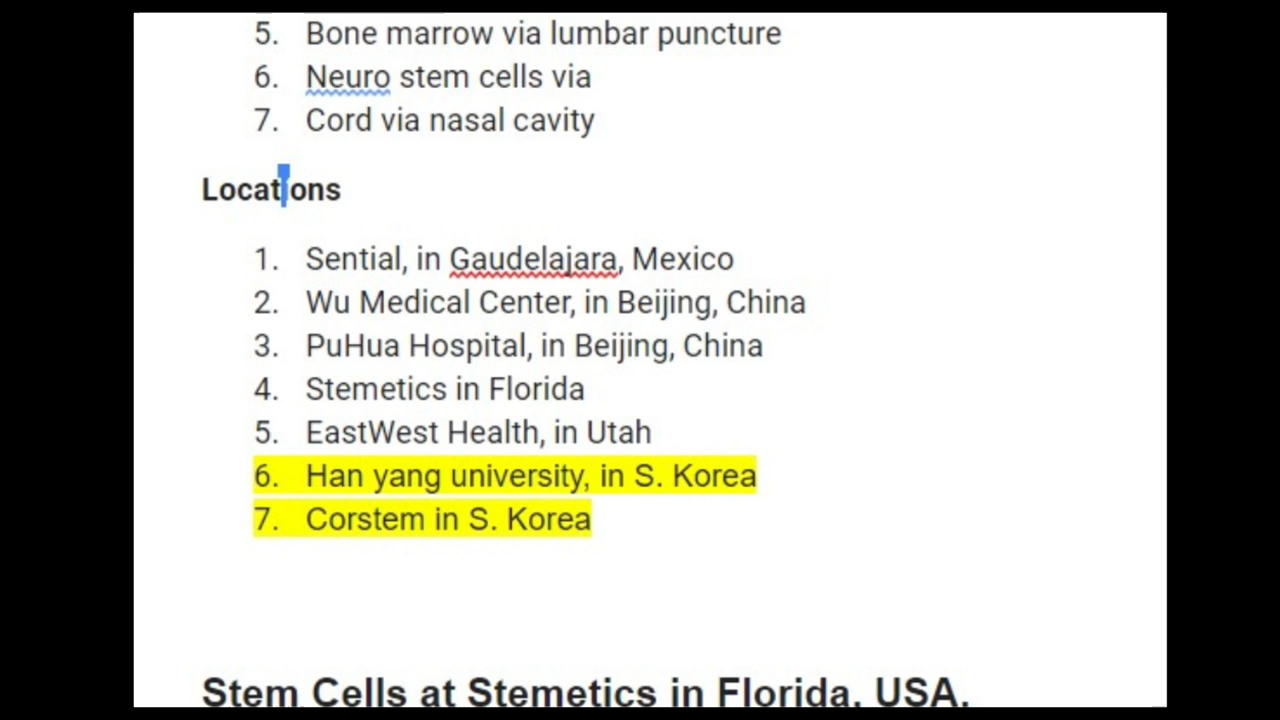 5. Bone marrow via lumbar puncture
6. Neuro stem cells via
7. Cord via nasal cavity
Locations
1. Sential, in Gaudelajara, Mexico
2. Wu Medical Center, in Beijing, China
3. PuHua Hospital, in Beijing, China
4. Stemetics in Florida
5. EastWest Health, in Utah
6. Han yang university, in S. Korea
7. Corstem in S. Korea
Stem Cells at Stemetics in Florida, USA.